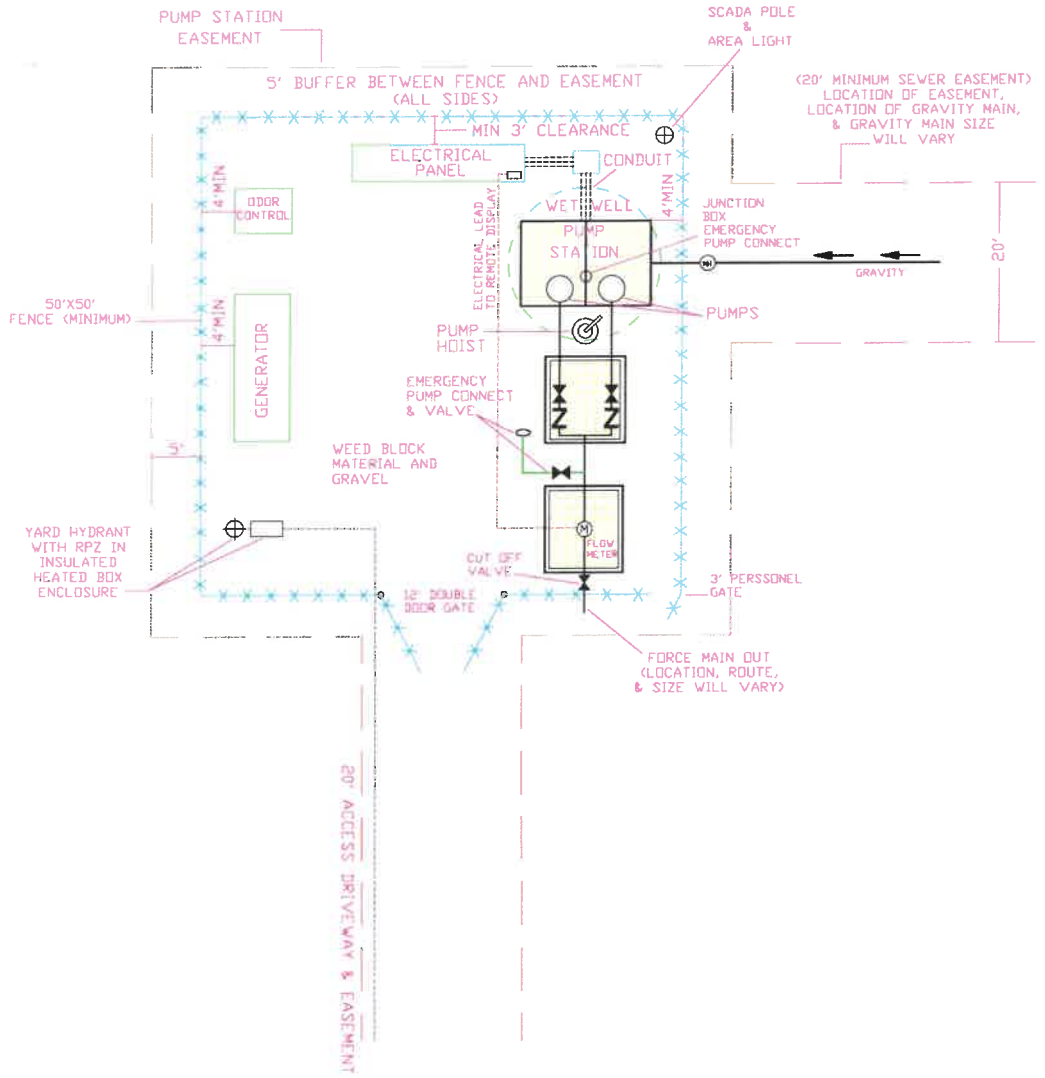 PUMP STATION
EASEMENT
SCADA POLE
&
AREA LIGHT
5' BUFFER BETWEEN FENCE AND EASEMENT
(ALL SIDES)
(20' MINIMUM SEWER EASEMENT)
LOCATION OF EASEMENT,
LOCATION OF GRAVITY MAIN,
& GRAVITY MAIN SIZE
WILL VARY
MIN 3' CLEARANCE
ELECTRICAL
PANEL
CONDUIT
4'MIN
ODOR
CONTROL
ELECTRICAL LEAD
TO REMOTE DISPLAY
WET WELL
PUMP
STATION
4'MIN
JUNCTION
BOX
EMERGENCY
PUMP CONNECT
GRAVITY
20'
50'X50'
FENCE (MINIMUM)
4'MIN
GENERATOR
PUMP
HOIST
PUMPS
EMERGENCY
PUMP CONNECT
& VALVE
5'
WEED BLOCK
MATERIAL AND
GRAVEL
YARD HYDRANT
WITH RPZ IN
INSULATED
HEATED BOX
ENCLOSURE
M
FLOW
METER
CUT OFF
VALVE
12' DOUBLE
DOOR GATE
3' PERSSONEL
GATE
FORCE MAIN OUT
(LOCATION, ROUTE,
& SIZE WILL VARY)
20' ACCESS DRIVEWAY & EASEMENT